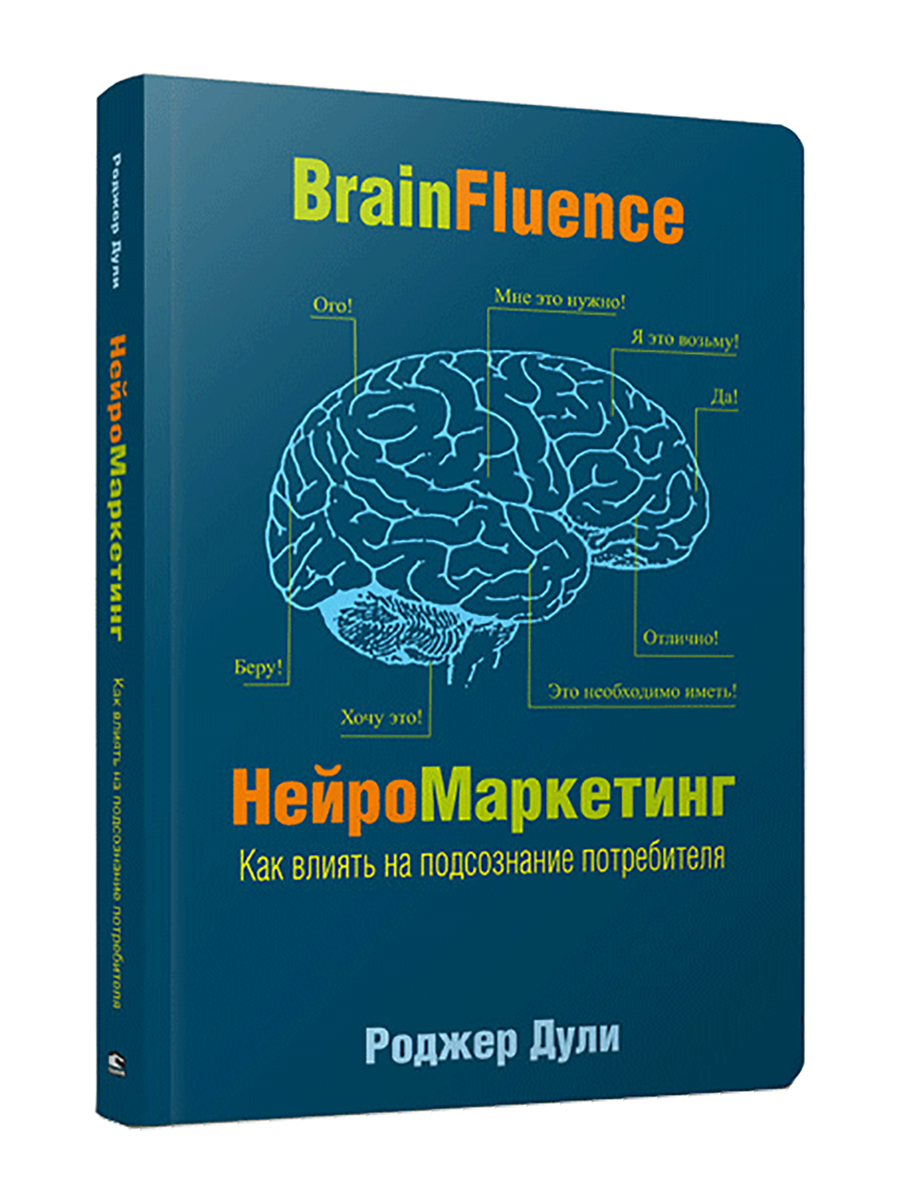 BrainFluence
Ого!
Мне это нужно!
Я это возьму!
Да!
Беру!
Хочу это!
Отлично!
Это необходимо иметь!
НейроМаркетинг
Как влиять на подсознание потребителя
Роджер Дули
Роджер Дули
НейроМаркетинг
Как влиять на подсознание потребителя